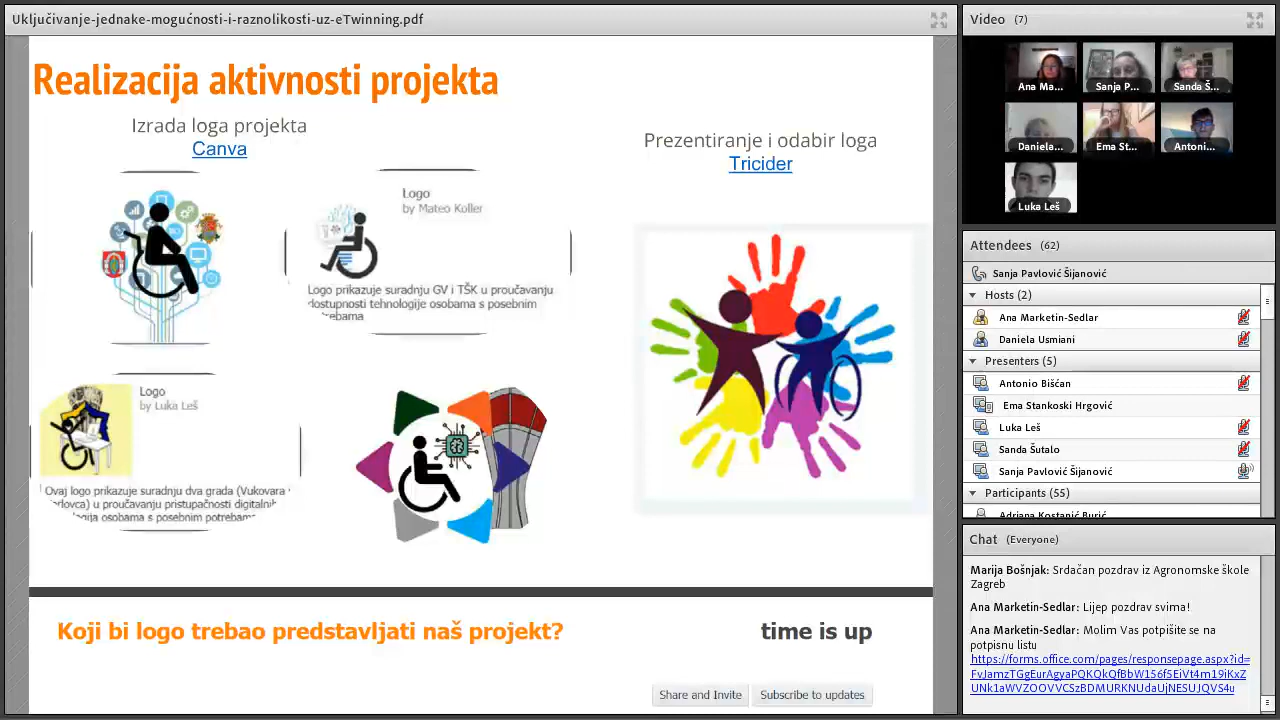 Uključivanje-jednake-mogućnosti-i-raznolikosti-uz-eTwinning.pdf
Realizacija aktivnosti projekta
Izrada loga projekta
Canva
Prezentiranje i odabir loga
Tricider
Logo
by Mateo Koller
Logo prikazuje suradnju GV i TŠK u proučavanju
dostupnosti tehnologije osobama s posebnim
Logo
by Luka Leš
Ovaj logo prikazuje suradnju dva grada (Vukovara
u proučavanju pristupačnosti digitalnih
osobama s posebnim potrebama
Koji bi logo trebao predstavljati naš projekt?
time is up
Share and Invite
Subscribe to updates
Video (7)
Ana Ma...
Sanja P...
Sanda Š...
Daniela...
Ema St...
Antoni...
Luka Leš
Attendees (62)
Sanja Pavlović Šijanović
Hosts (2)
Ana Marketin-Sedlar
Daniela Usmiani
Presenters (5)
Antonio Bišćan
Ema Stankoski Hrgović
Luka Leš
Sanda Šutalo
Sanja Pavlović Šijanović
Participants (55)
Adriana Kostanić Burić
Chat (Everyone)
Marija Bošnjak: Srdačan pozdrav iz Agronomske škole
Zagreb
Ana Marketin-Sedlar: Lijep pozdrav svima!
Ana Marketin-Sedlar: Molim Vas potpišite se na
potpisnu listu
https://forms.office.com/pages/responsepage.aspx?id=
FvJamzTGgEurAgyaPQKQkQfBbW156f5EiVt4m19iKxZ
UNk1aWVZOOVVCSzBDMURKNUdaUjNESUJQVS4u